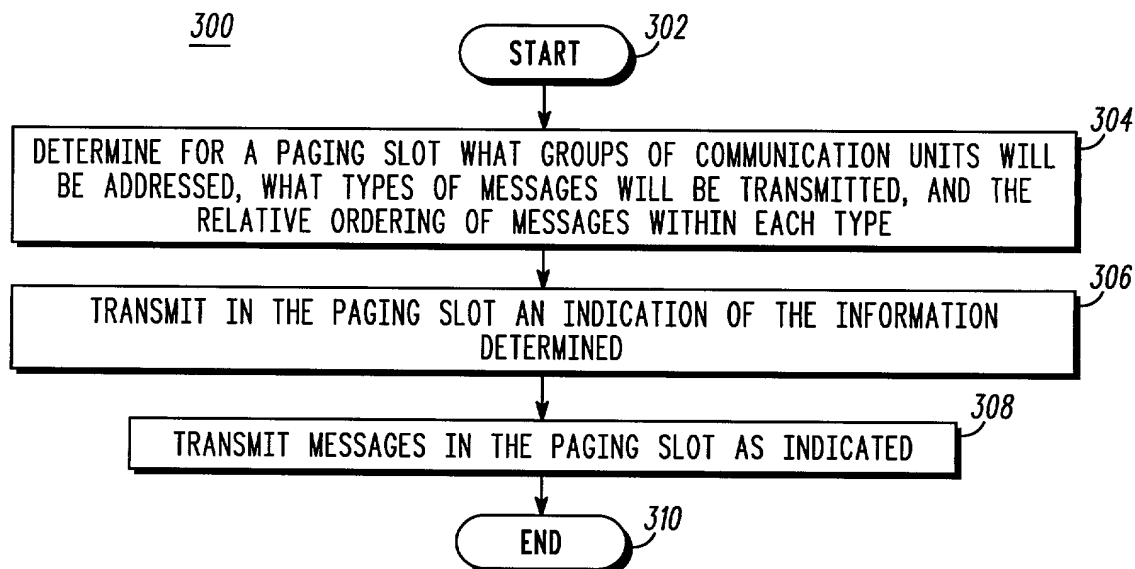 300
302
START
304
DETERMINE FOR A PAGING SLOT WHAT GROUPS OF COMMUNICATION UNITS WILL
BE ADDRESSED, WHAT TYPES OF MESSAGES WILL BE TRANSMITTED, AND THE
RELATIVE ORDERING OF MESSAGES WITHIN EACH TYPE
306
TRANSMIT IN THE PAGING SLOT AN INDICATION OF THE INFORMATION
DETERMINED
308
TRANSMIT MESSAGES IN THE PAGING SLOT AS INDICATED
310
END